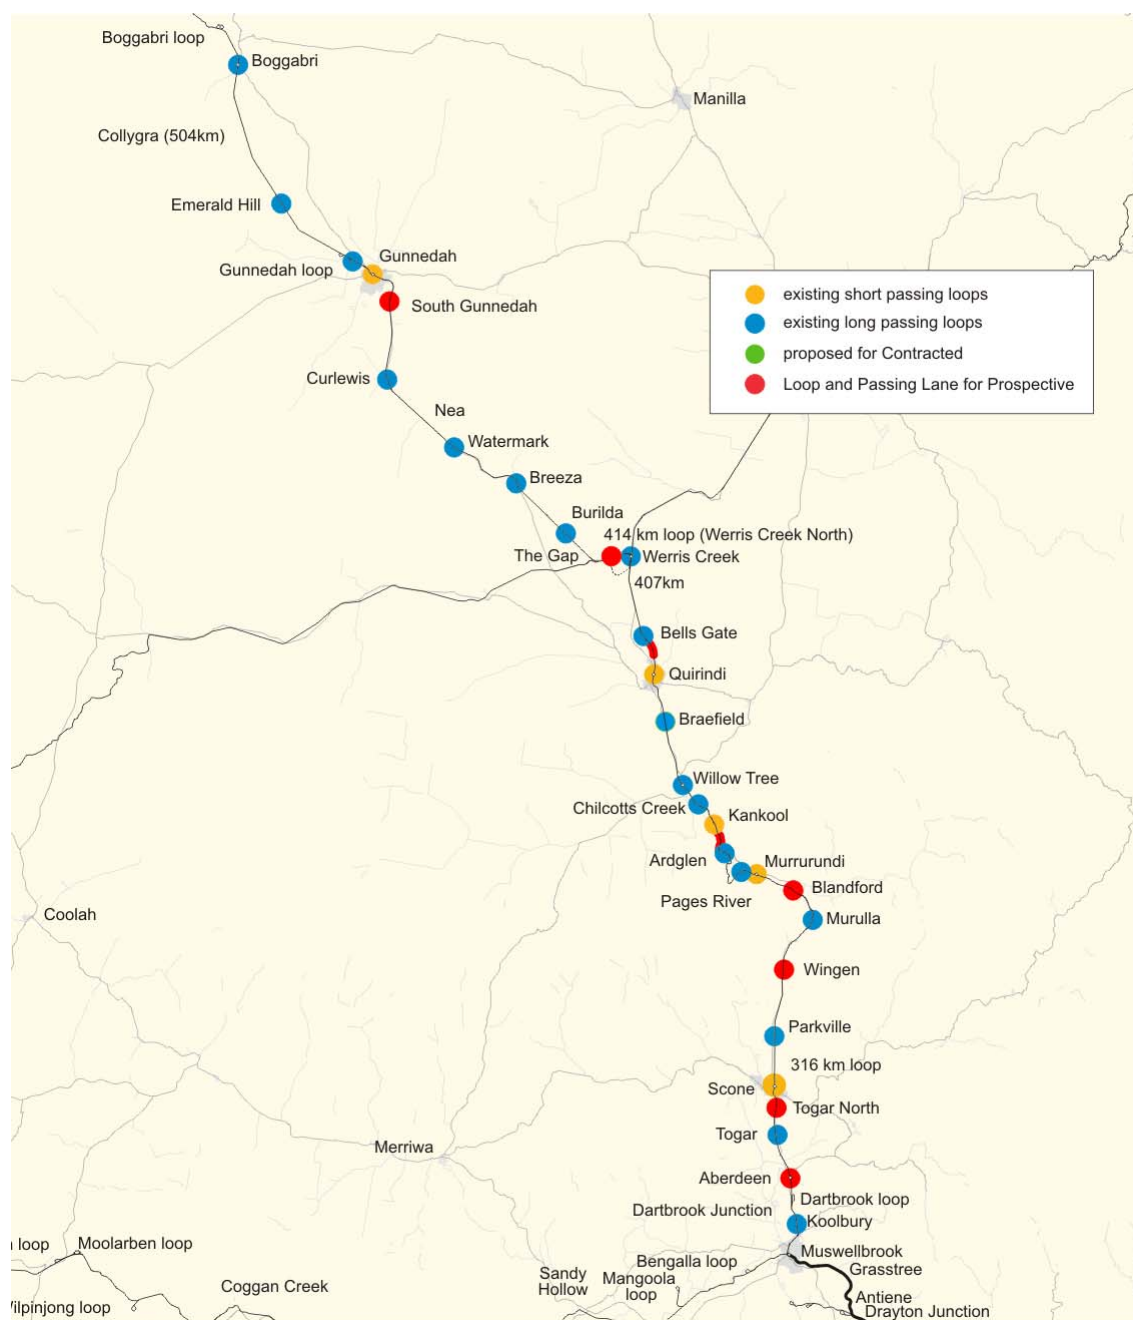 Boggabri loop
Boggabri
Manilla
Collygra (504km)
Emerald Hill
Gunnedah
Gunnedah loop
South Gunnedah
existing short passing loops
existing long passing loops
proposed for Contracted
Loop and Passing Lane for Prospective
Curlewis
Nea
Watermark
Breeza
Burilda
414 km loop (Werris Creek North)
The Gap
Werris Creek
407km
Bells Gate
Quirindi
Braefield
Willow Tree
Chilcotts Creek
Kankool
Ardglen
Murrurundi
Blandford
Pages River
Coolah
Murulla
Wingen
Parkville
316 km loop
Scone
Togar North
Togar
Merriwa
Aberdeen
Dartbrook loop
Dartbrook Junction
Koolbury
loop
Moolarben loop
Muswellbrook
Bengalla loop
Grasstree
Sandy
Hollow
Mangoola
loop
Coggan Creek
Antiene
Drayton Junction
ilpinjong loop